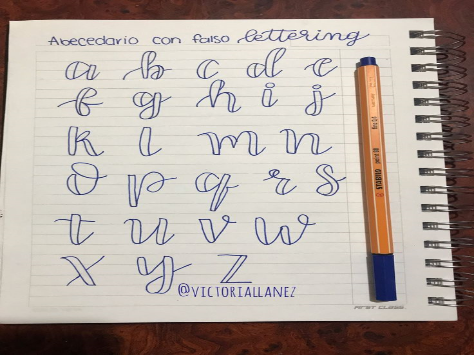 Abecedario con falso lettering
a b c d e
f g h i j
k l m n
o p q r s
t u v w
x y z
@VICTORIALLANEZ
STABILO
FIRST CLASS